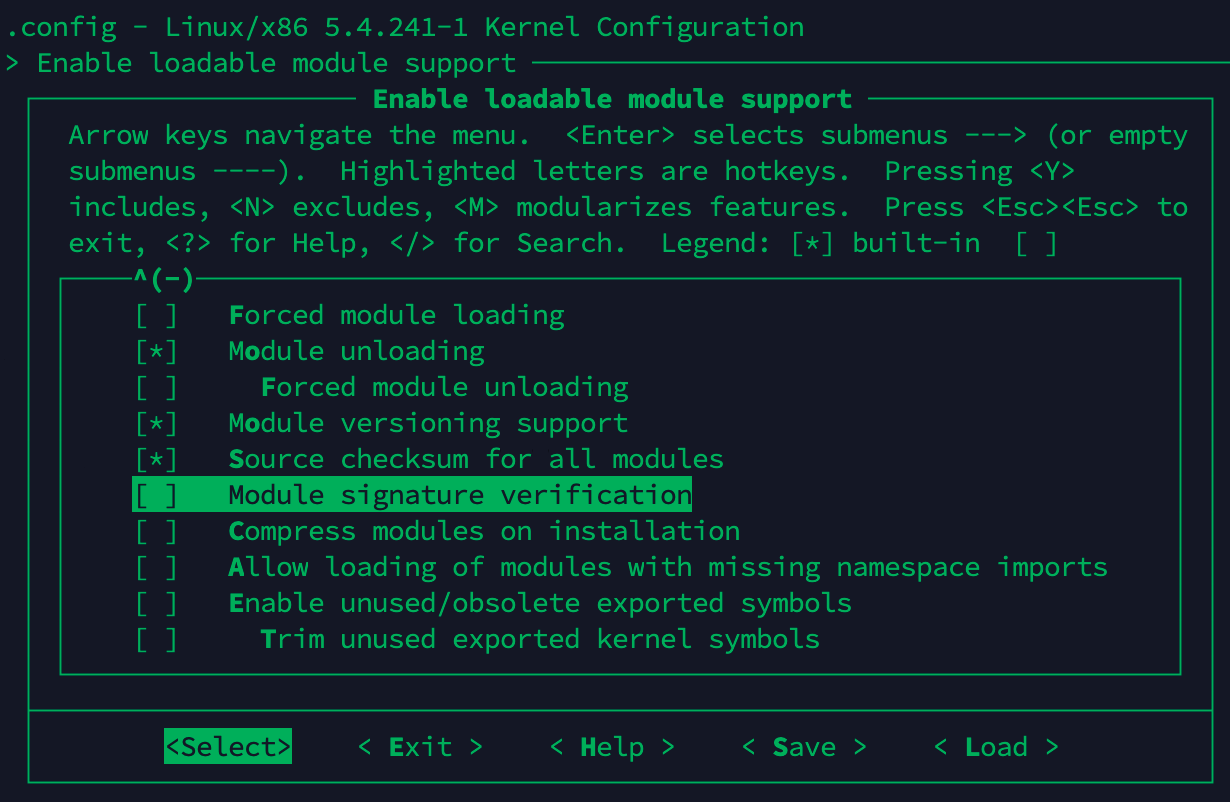 .config - Linux/x86 5.4.241-1 Kernel Configuration
> Enable loadable module support
Enable loadable module support
Arrow keys navigate the menu.  <Enter> selects submenus ---> (or empty
submenus ----).  Highlighted letters are hotkeys.  Pressing <Y>
includes, <N> excludes, <M> modularizes features.  Press <Esc><Esc> to
exit, <?> for Help, </> for Search.  Legend: [*] built-in  [ ]
^(-)
[ ]   Forced module loading
[*]   Module unloading
[ ]     Forced module unloading
[*]   Module versioning support
[*]   Source checksum for all modules
[ ]   Module signature verification
[ ]   Compress modules on installation
[ ]   Allow loading of modules with missing namespace imports
[ ]   Enable unused/obsolete exported symbols
[ ]     Trim unused exported kernel symbols
<Select>    < Exit >    < Help >    < Save >    < Load >